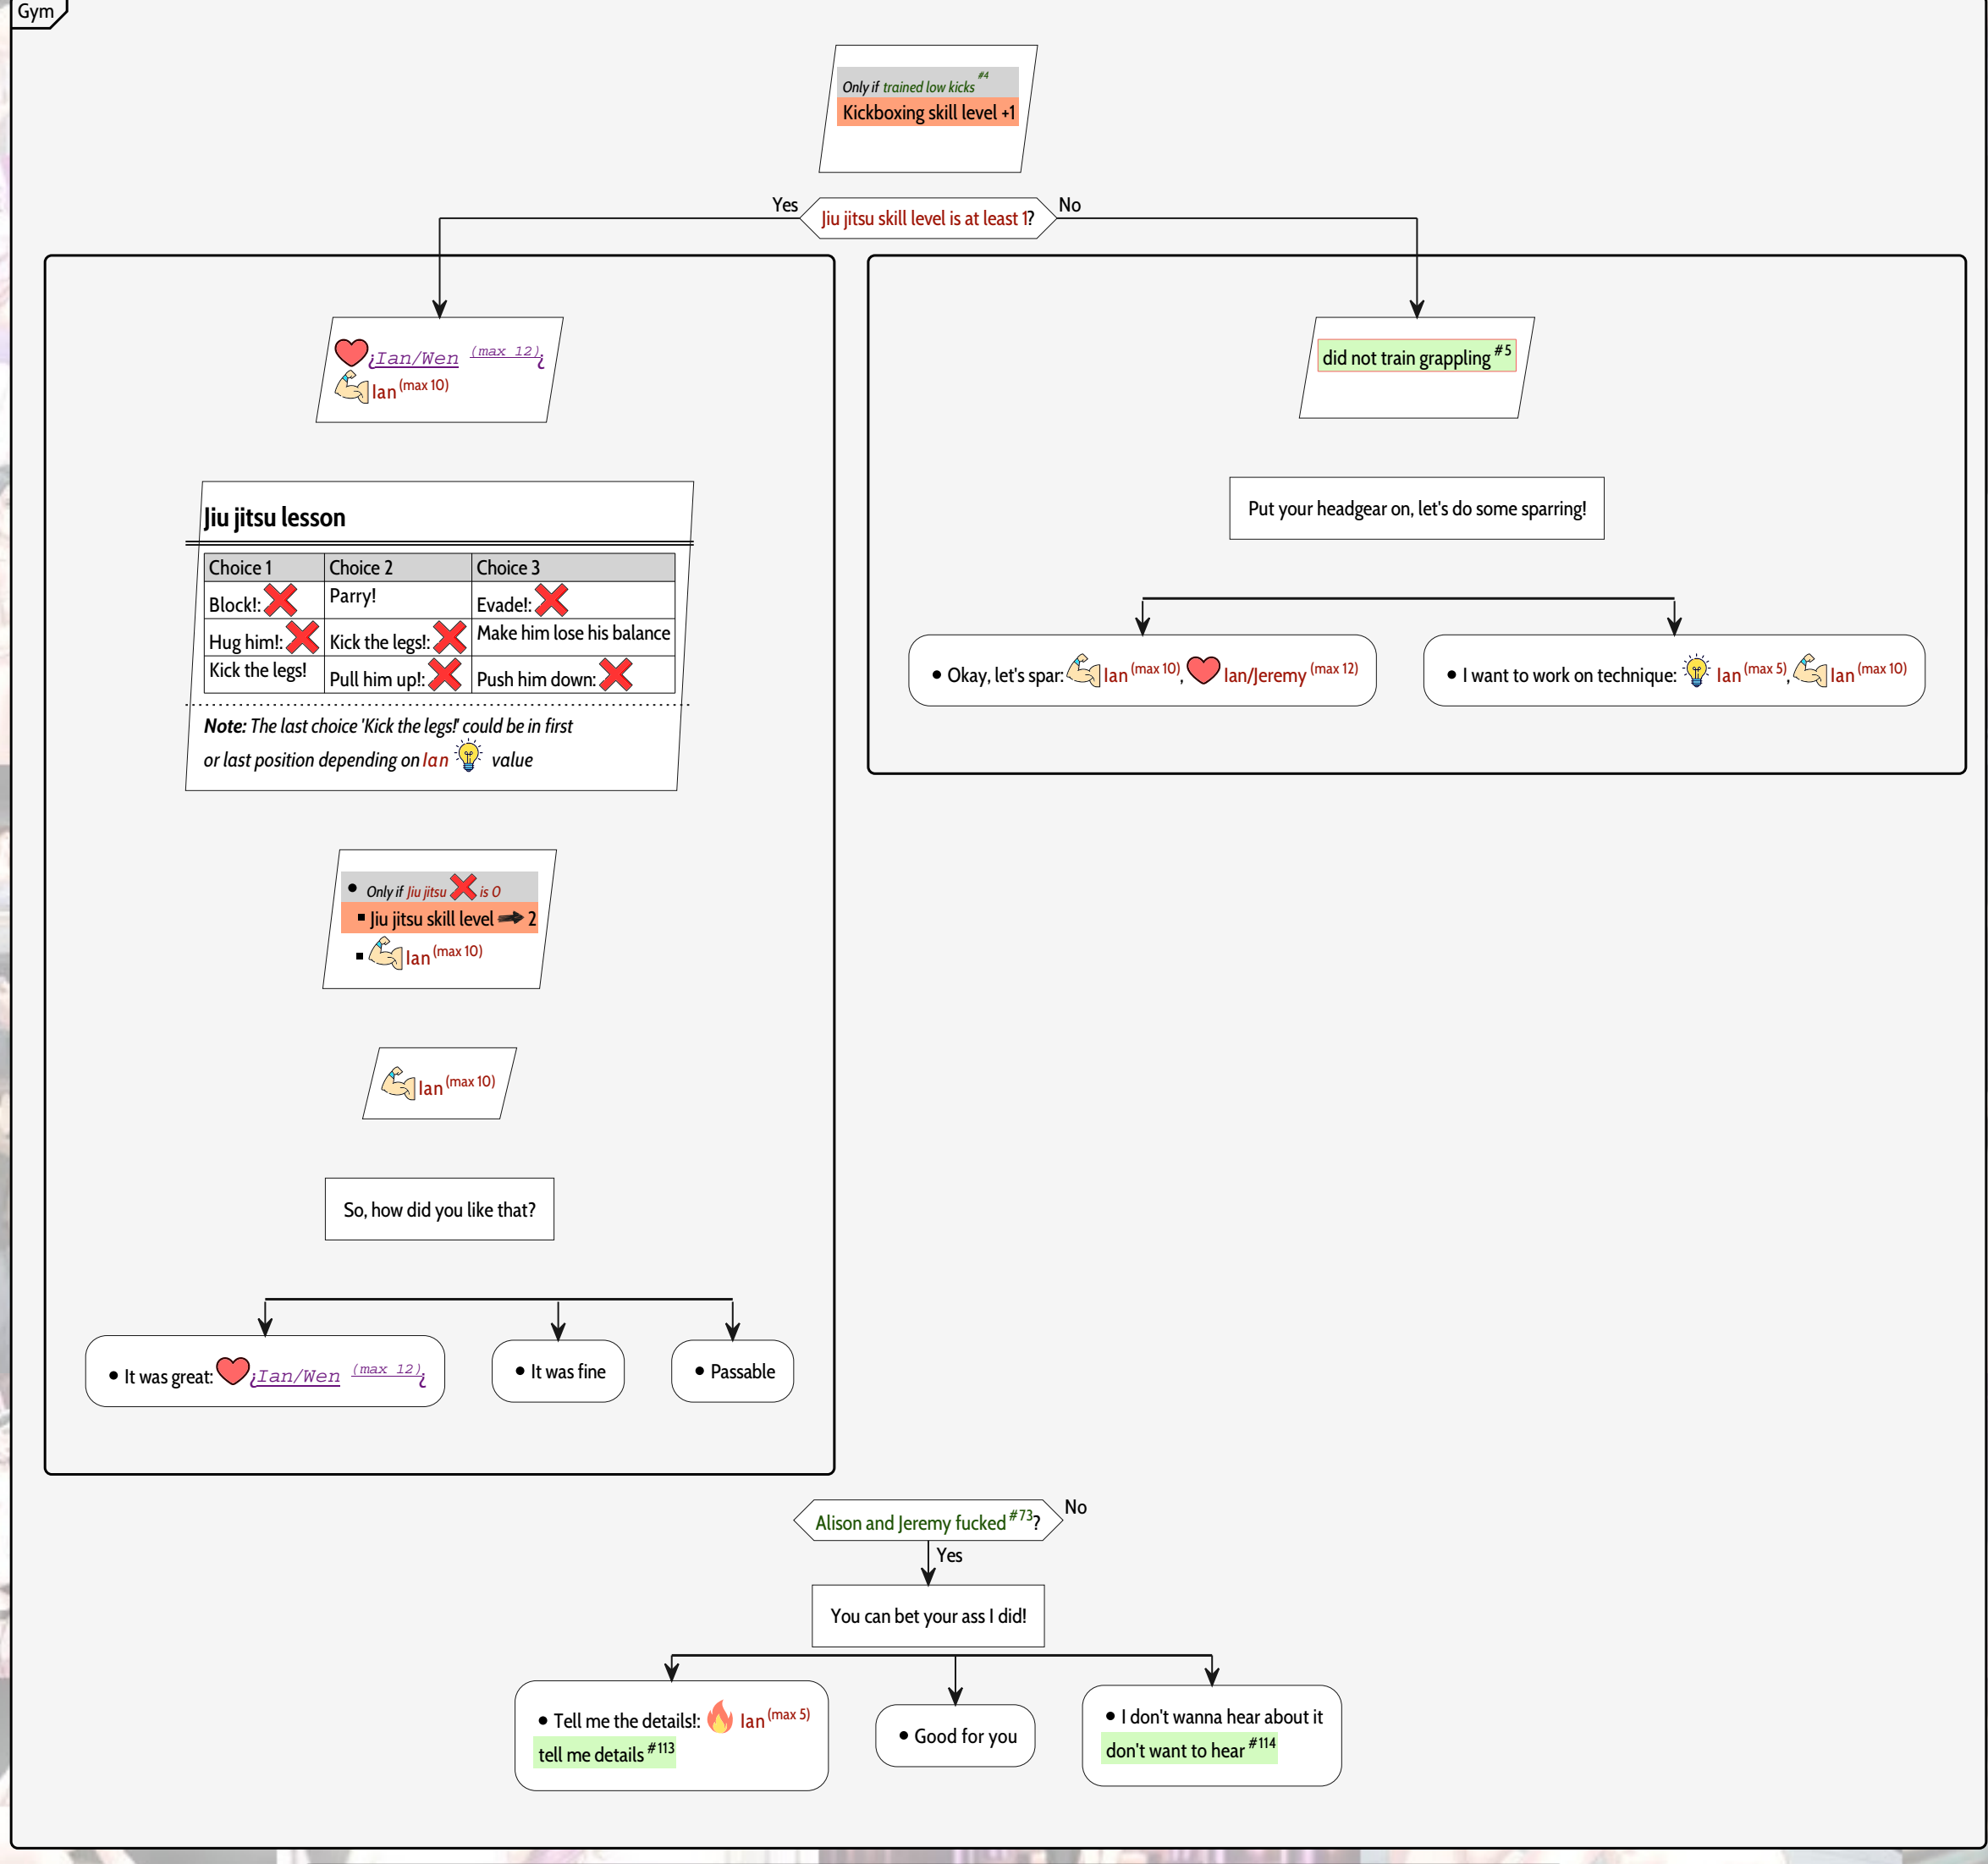 Gym
Only if trained low kicks #4
Kickboxing skill level +1
Yes
Jiu jitsu skill level is at least 1?
No
¿Ian/Wen (max 12)¿
Ian (max 10)
did not train grappling #5
Put your headgear on, let's do some sparring!
• Okay, let's spar: Ian (max 10), Ian/Jeremy (max 12)
• I want to work on technique: Ian (max 5), Ian (max 10)
Jiu jitsu lesson
Choice 1 Choice 2 Choice 3
Block!: Parry! Evade!:
Hug him!: Kick the legs!: Make him lose his balance
Kick the legs! Pull him up!: Push him down:
Note: The last choice 'Kick the legs!' could be in first
or last position depending on Ian value
• Only if Jiu jitsu is 0
Jiu jitsu skill level 2
Ian (max 10)
Ian (max 10)
So, how did you like that?
• It was great: ¿Ian/Wen (max 12)¿
• It was fine
• Passable
Alison and Jeremy fucked #73?
No
Yes
You can bet your ass I did!
• Tell me the details!: Ian (max 5)
tell me details #113
• Good for you
• I don't wanna hear about it
don't want to hear #114